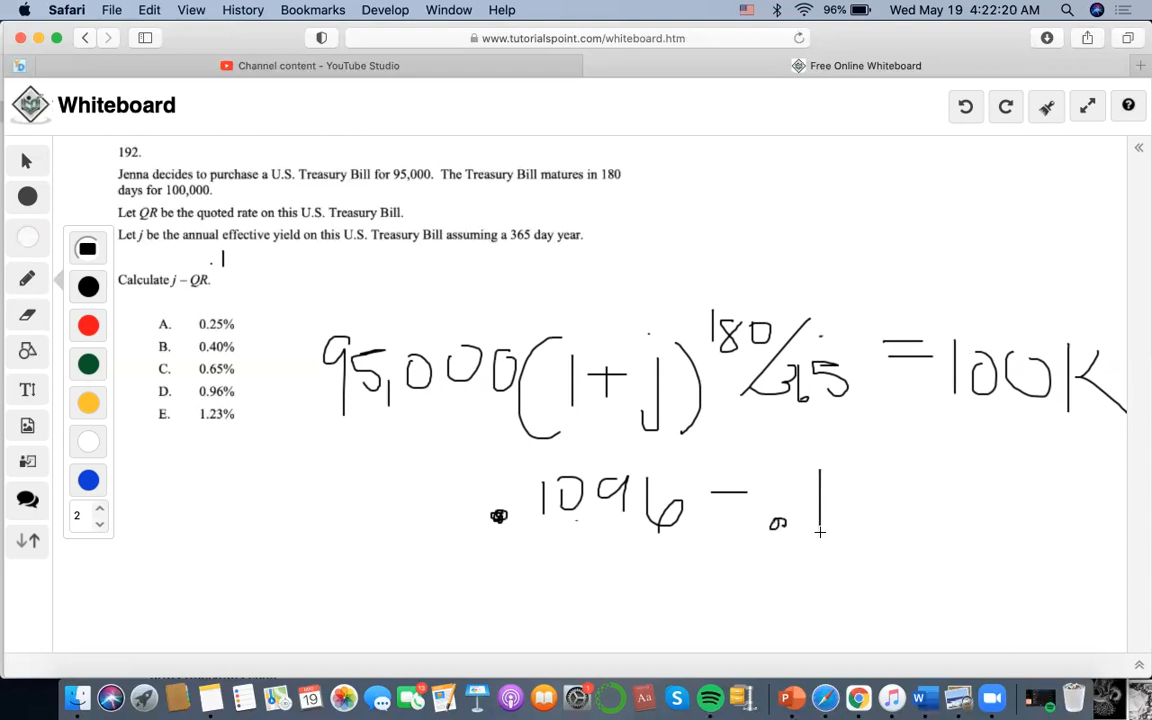 Safari File Edit View History Bookmarks Develop Window Help 96% Wed May 19 4:22:20 AM
www.tutorialspoint.com/whiteboard.htm
Channel content - YouTube Studio Free Online Whiteboard
Whiteboard
192.
Jenna decides to purchase a U.S. Treasury Bill for 95,000. The Treasury Bill matures in 180
days for 100,000.
Let QR be the quoted rate on this U.S. Treasury Bill.
Let j be the annual effective yield on this U.S. Treasury Bill assuming a 365 day year.
.1
Calculate j – QR.
A. 0.25%
B. 0.40%
C. 0.65%
D. 0.96%
E. 1.23%
95,000(1+j)^180/365 = 100K
.1096 - .1
2
TI